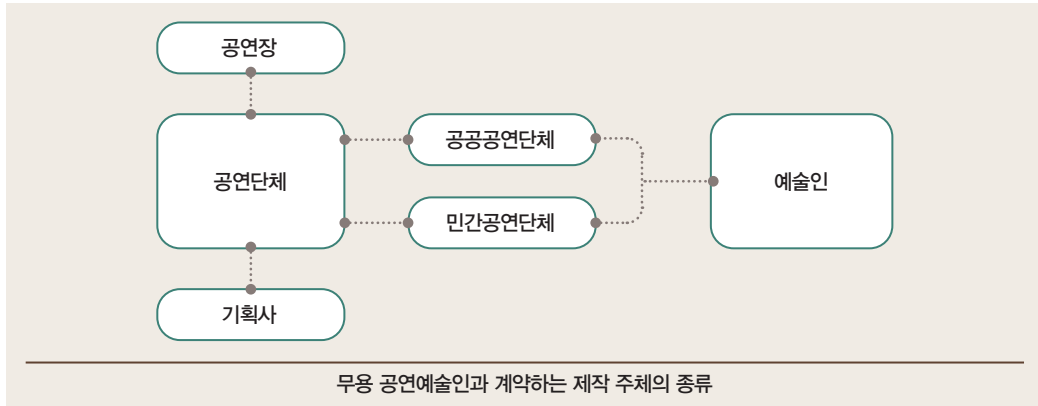 공연장
공연단체
공공공연단체
민간공연단체
예술인
기획사
무용 공연예술인과 계약하는 제작 주체의 종류